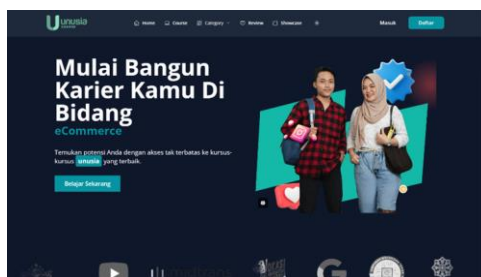 unusia
Home Course Category Review Showcase
Masuk
Daftar
Mulai Bangun
Karier Kamu Di
Bidang
eCommerce
Temukan potensi Anda dengan akses tak terbatas ke kursus-
kursus unusia yang terbaik.
Belajar Sekarang